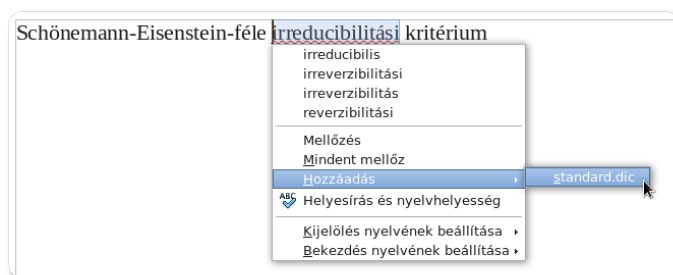 Schönemann-Eisenstein-féle irreducibilitási kritérium
irreducibilis
irreverzibilitási
irreverzibilitás
reverzibilitási
Mellőzés
Mindent mellőz
Hozzáadás
standard.dic
ABC Helyesírás és nyelvhelyesség
Kijelölés nyelvének beállítása
Bekezdés nyelvének beállítása